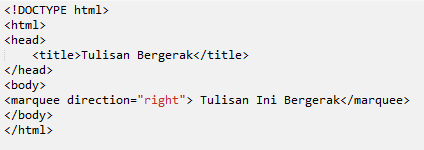 <!DOCTYPE html>
<html>
<head>
    <title>Tulisan Bergerak</title>
</head>
<body>
<marquee direction="right"> Tulisan Ini Bergerak</marquee>
</body>
</html>